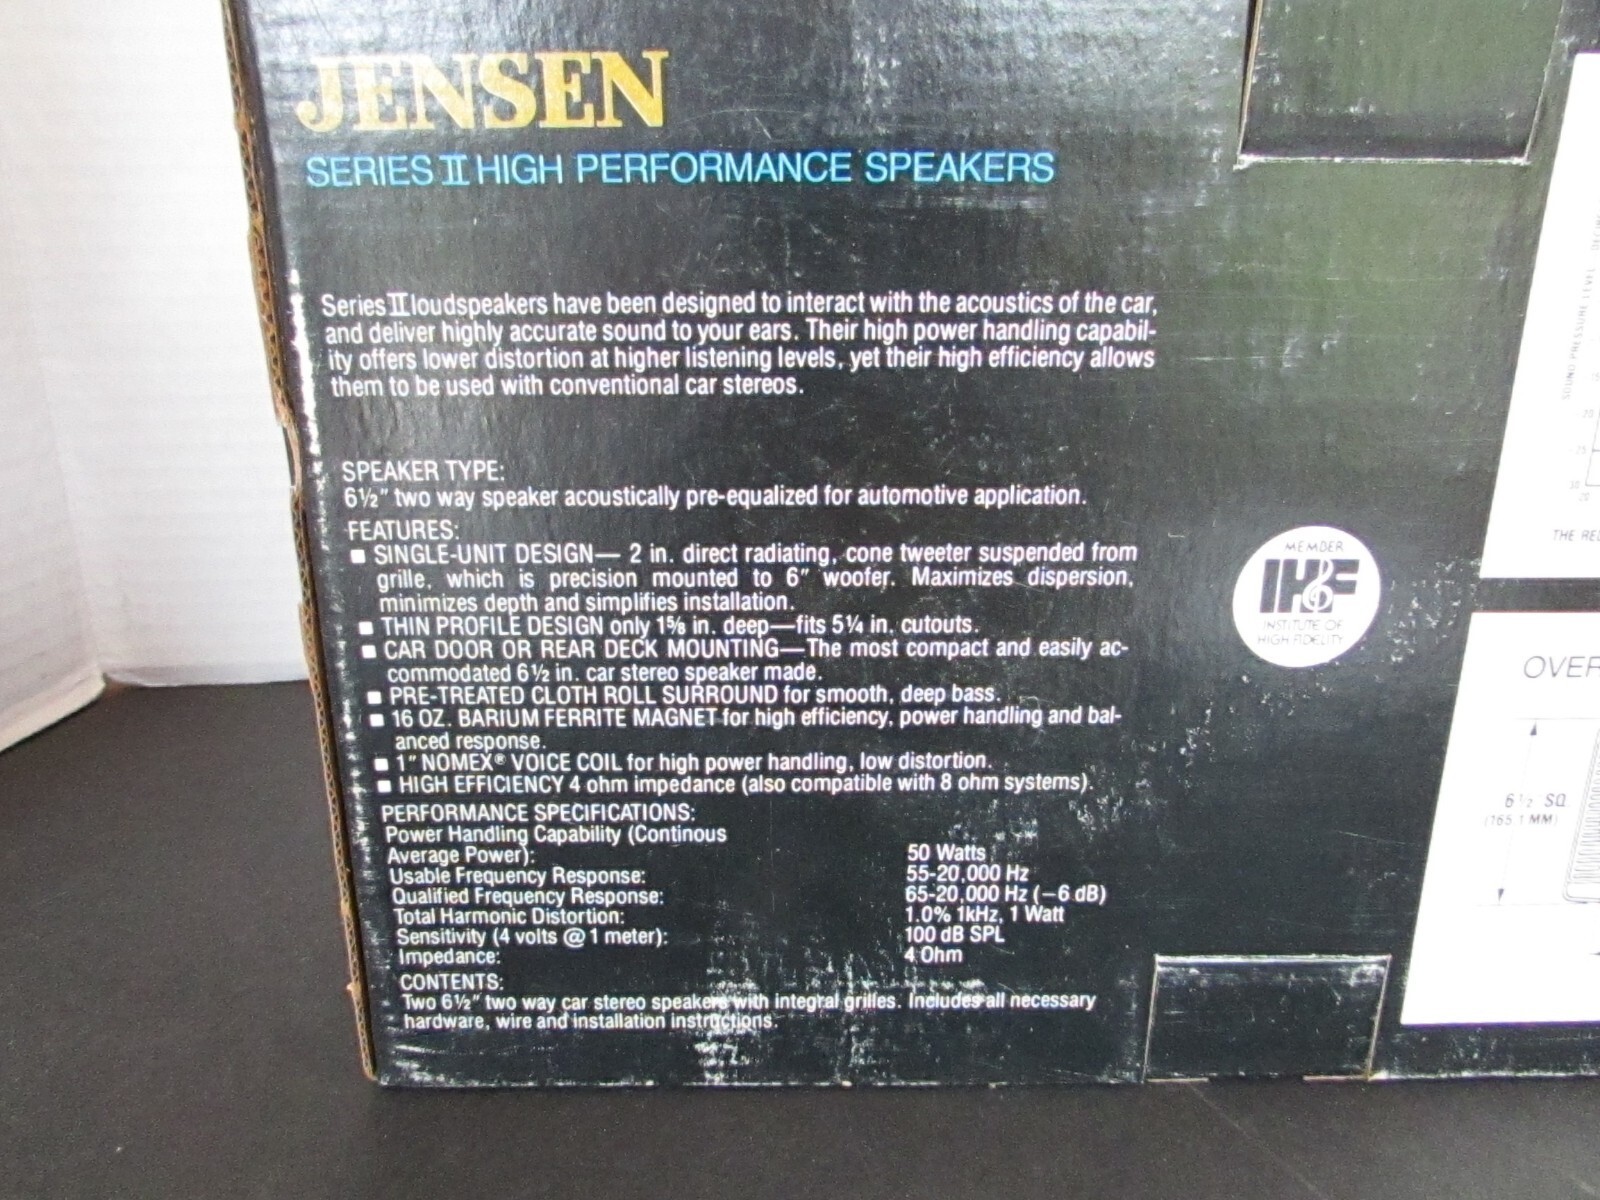 JENSEN
SERIES II HIGH PERFORMANCE SPEAKERS
Series II loudspeakers have been designed to interact with the acoustics of the car,
and deliver highly accurate sound to your ears. Their high power handling capabil-
ity offers lower distortion at higher listening levels, yet their high efficiency allows
them to be used with conventional car stereos.
SPEAKER TYPE:
6½" two way speaker acoustically pre-equalized for automotive application.
FEATURES:
■ SINGLE-UNIT DESIGN— 2 in. direct radiating, cone tweeter suspended from
grille, which is precision mounted to 6" woofer. Maximizes dispersion,
minimizes depth and simplifies installation.
■ THIN PROFILE DESIGN only 1⅝ in. deep—fits 5¼ in. cutouts.
■ CAR DOOR OR REAR DECK MOUNTING—The most compact and easily ac-
commodated 6½ in. car stereo speaker made.
■ PRE-TREATED CLOTH ROLL SURROUND for smooth, deep bass.
■ 16 OZ. BARIUM FERRITE MAGNET for high efficiency, power handling and bal-
anced response.
■ 1" NOMEX® VOICE COIL for high power handling, low distortion.
■ HIGH EFFICIENCY 4 ohm impedance (also compatible with 8 ohm systems).
PERFORMANCE SPECIFICATIONS:
Power Handling Capability (Continous
Average Power): 50 Watts
Usable Frequency Response: 55-20,000 Hz
Qualified Frequency Response: 65-20,000 Hz (−6 dB)
Total Harmonic Distortion: 1.0% 1kHz, 1 Watt
Sensitivity (4 volts @ 1 meter): 100 dB SPL
Impedance: 4 Ohm
CONTENTS:
Two 6½" two way car stereo speakers with integral grilles. Includes all necessary
hardware, wire and installation instructions.
MEMBER
IHF
INSTITUTE OF
HIGH FIDELITY
SOUND PRESSURE LEVEL
20
25
30
20
THE
OVER
6½ SQ.
(165.1 MM)